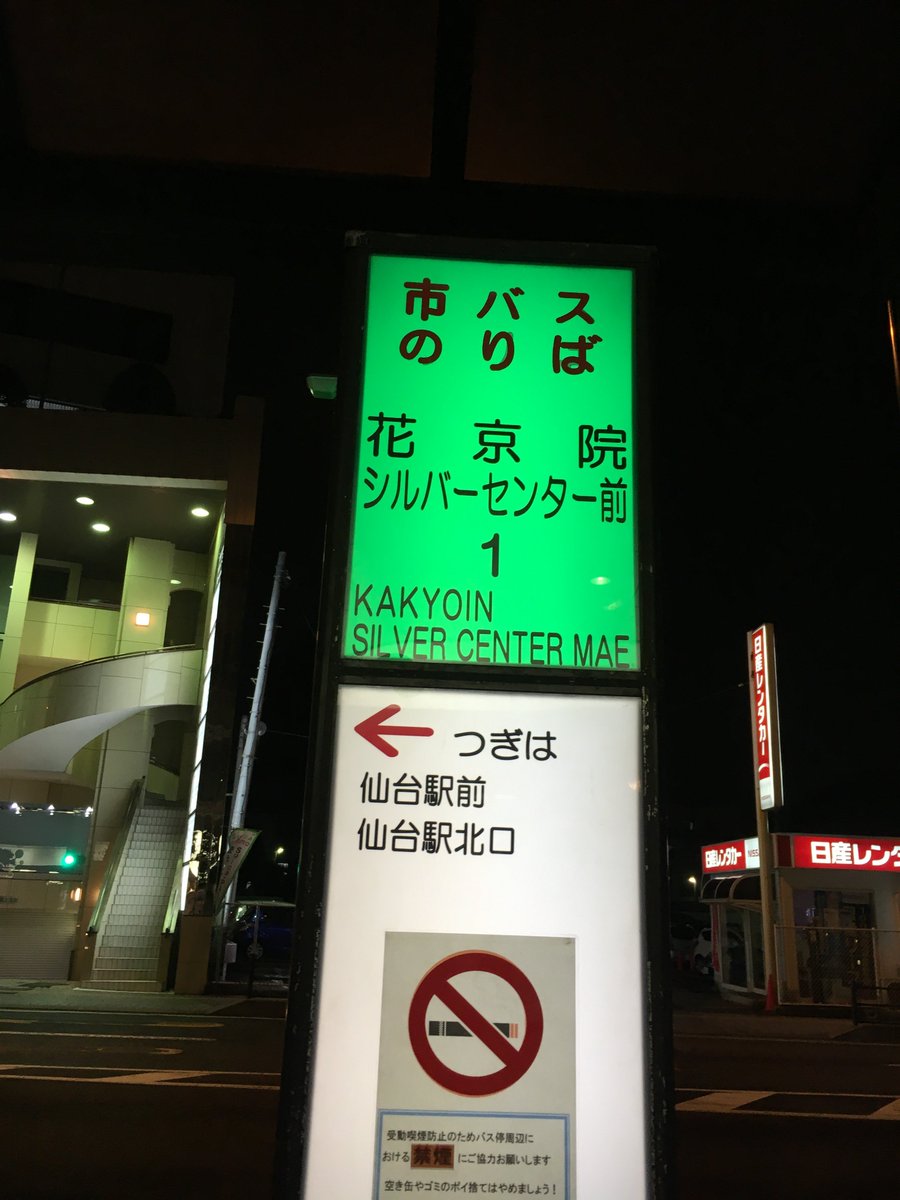 市バス
のりば
花京院
シルバーセンター前
1
KAKYOIN
SILVER CENTER MAE
つぎは
仙台駅前
仙台駅北口
受動喫煙防止のためバス停周辺に
おける禁煙にご協力お願いします
空き缶やゴミのポイ捨てはやめましょう!
日産レンタカー
日産レンタカー
日産レンタ